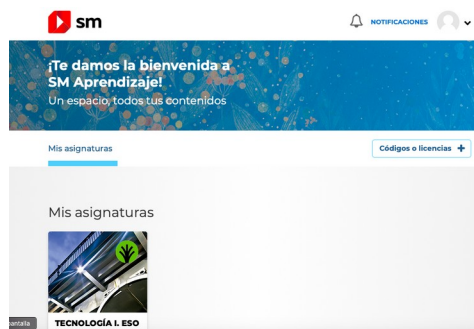 sm
NOTIFICACIONES
¡Te damos la bienvenida a
SM Aprendizaje!
Un espacio, todos tus contenidos
Mis asignaturas
Códigos o licencias +
Mis asignaturas
pantalla
TECNOLOGÍA I. ESO